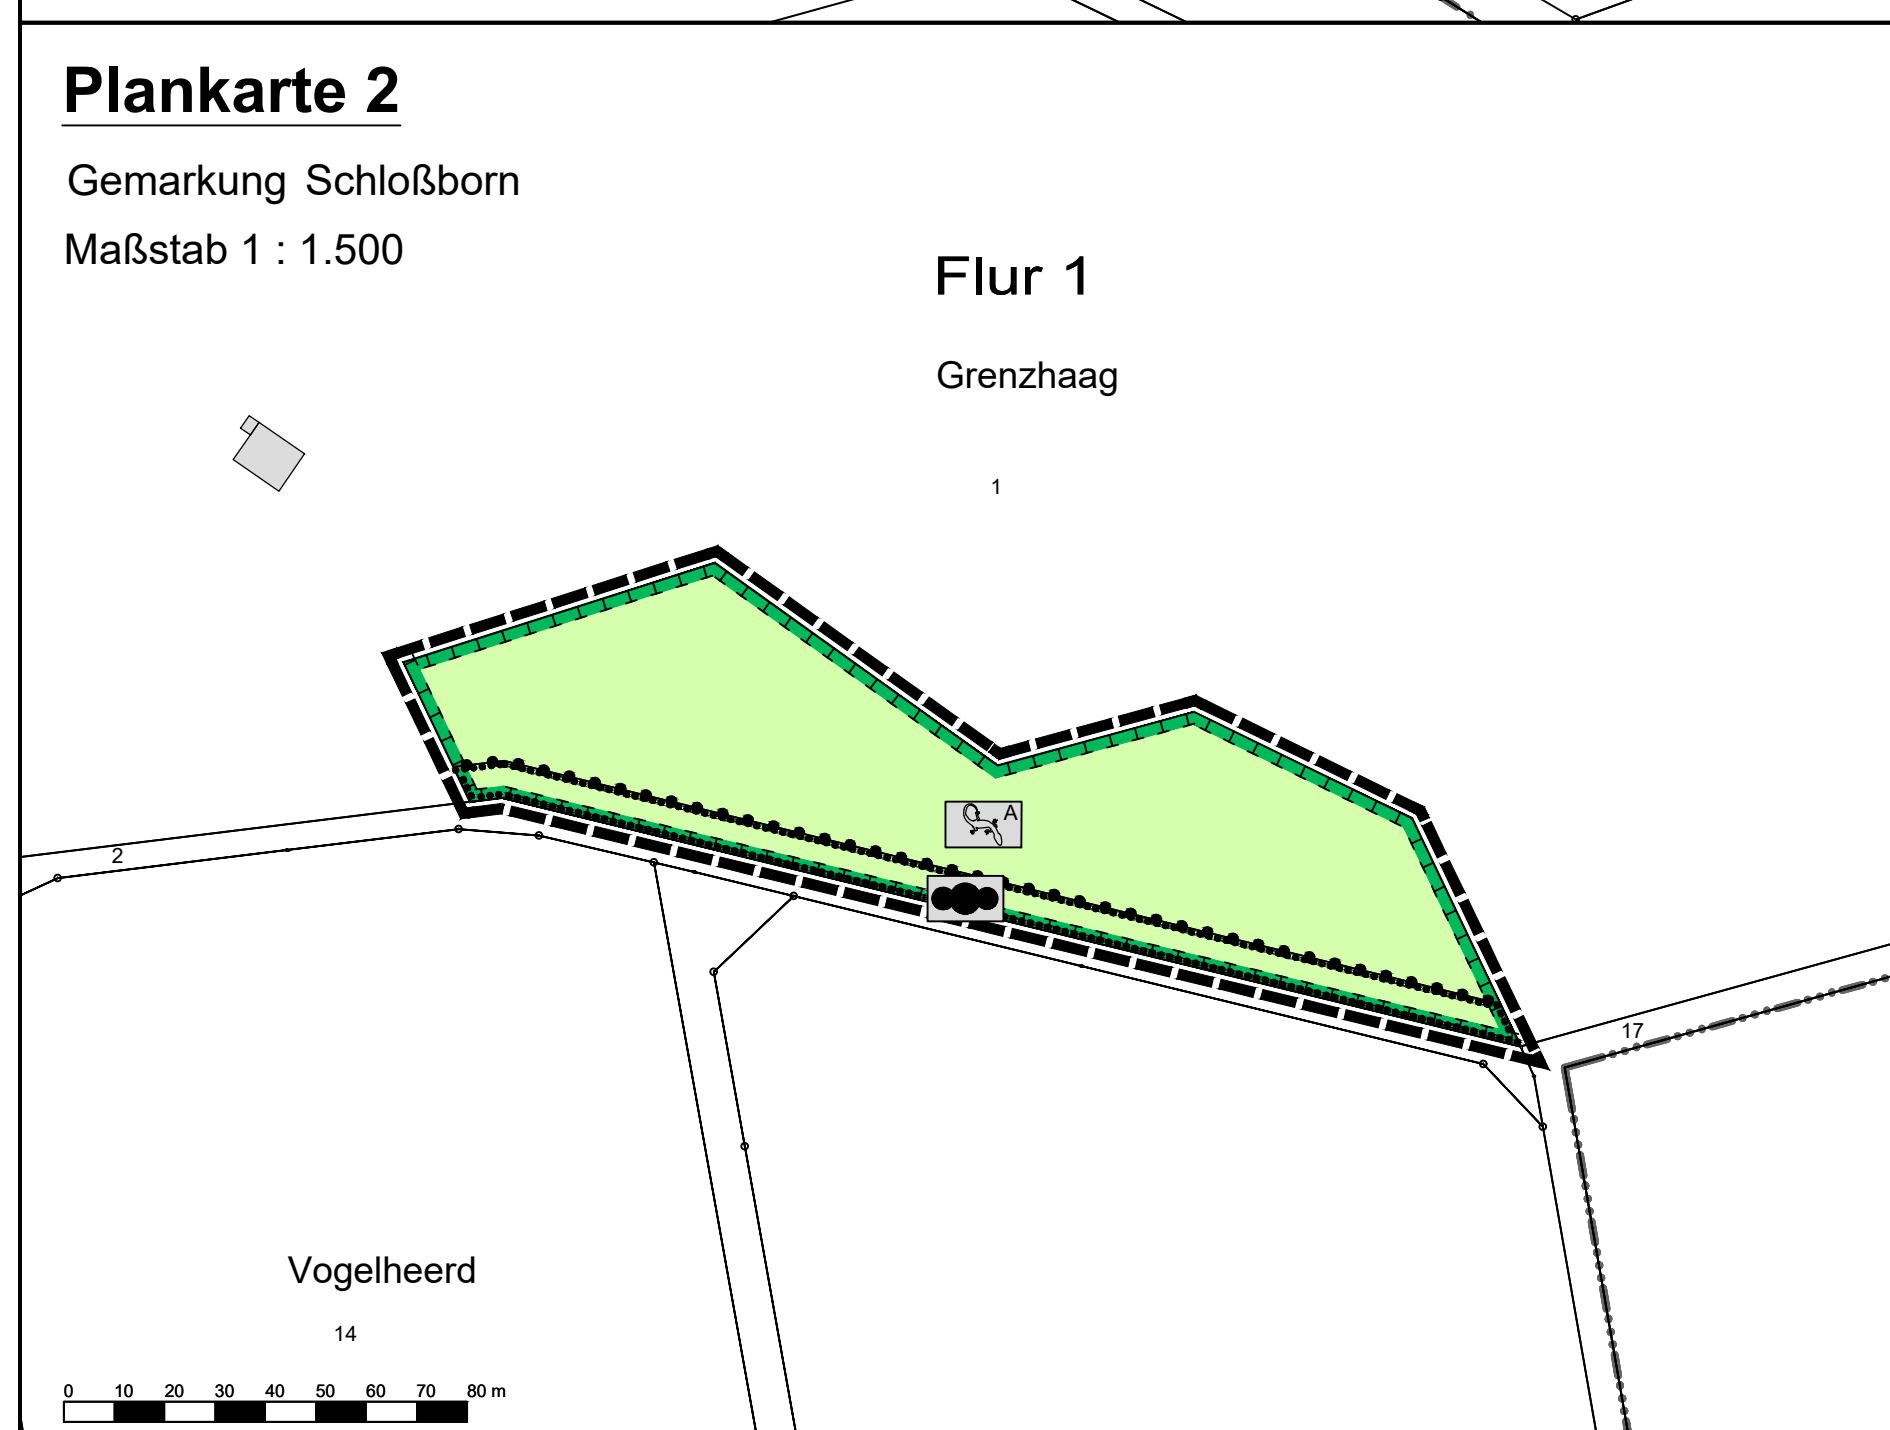 Plankarte 2
Gemarkung Schloßborn
Maßstab 1 : 1.500
Flur 1
Grenzhaag
1
A
2
17
Vogelheerd
14
0 10 20 30 40 50 60 70 80 m